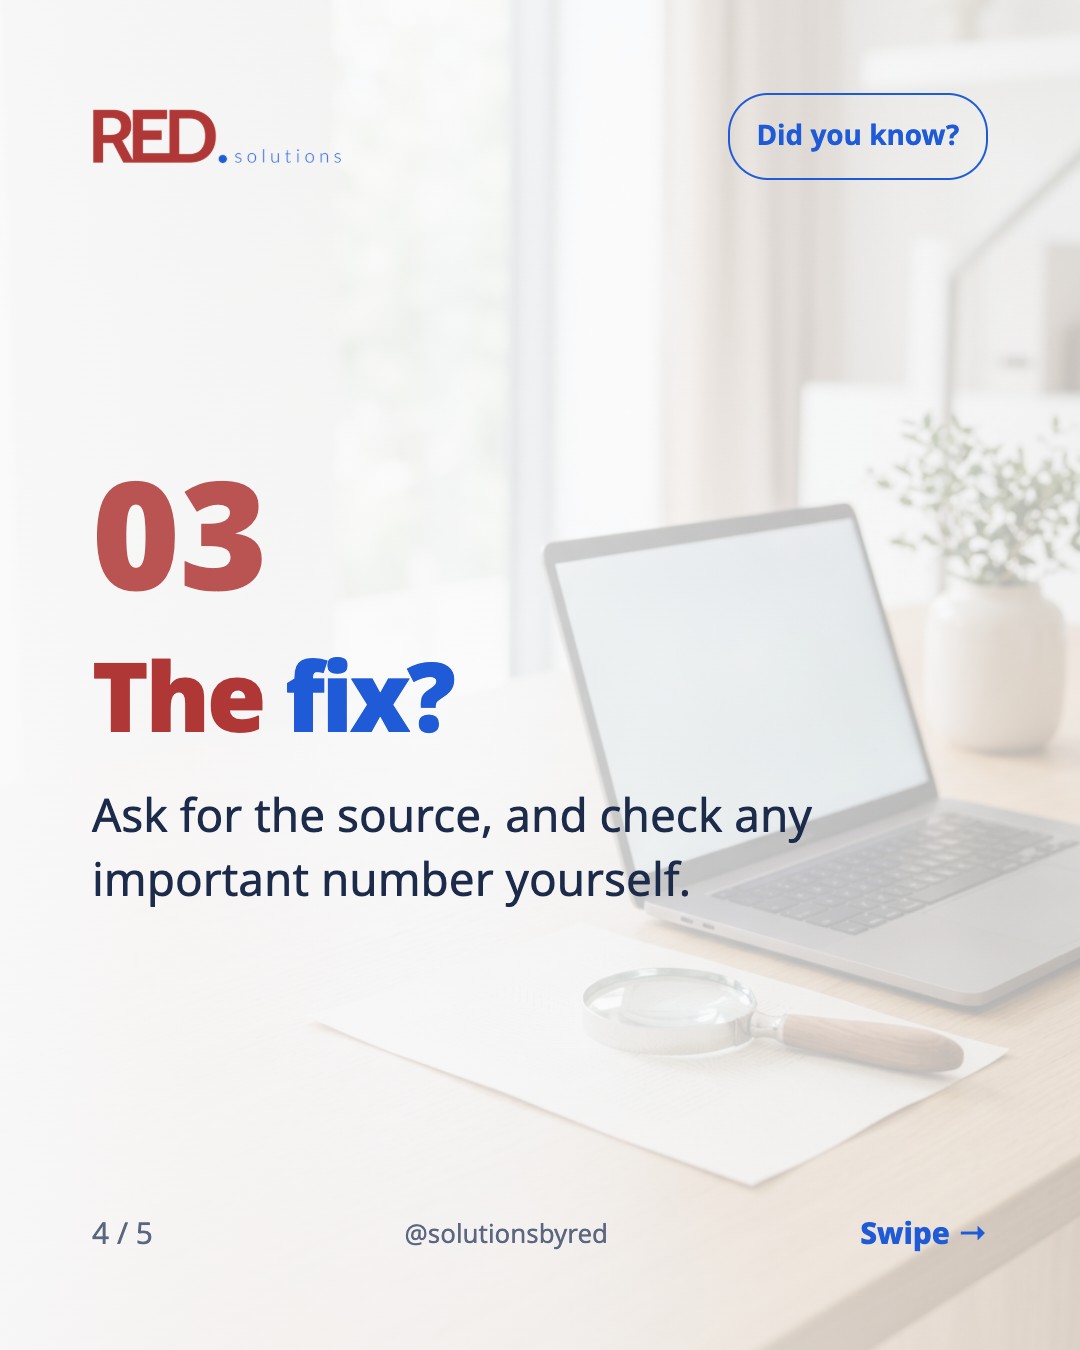 RED.solutions
Did you know?
03
The fix?
Ask for the source, and check any
important number yourself.
4 / 5
@solutionsbyred
Swipe →